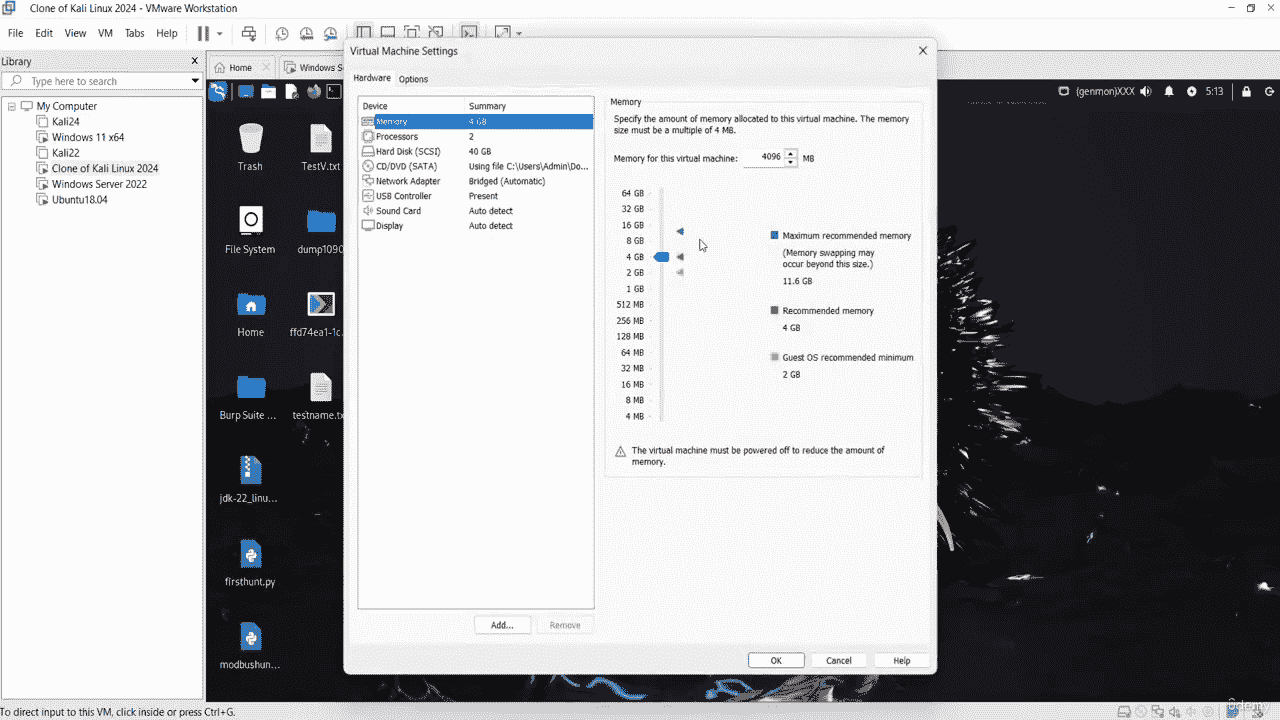 Clone of Kali Linux 2024 - VMware Workstation
File Edit View VM Tabs Help
Library
Type here to search
My Computer
Kali24
Windows 11 x64
Kali22
Clone of Kali Linux 2024
Windows Server 2022
Ubuntu18.04
Home
Windows S
(genmon)XXX
5:13
Trash
TestV.txt
File System
dump1090
Home
ffd74ea1-1c
Burp Suite ...
testname.tx
jdk-22_linu...
firsthunt.py
modbushun...
Virtual Machine Settings
Hardware Options
Device Summary
Memory 4 GB
Processors 2
Hard Disk (SCSI) 40 GB
CD/DVD (SATA) Using file C:\Users\Admin\Do...
Network Adapter Bridged (Automatic)
USB Controller Present
Sound Card Auto detect
Display Auto detect
Add... Remove
Memory
Specify the amount of memory allocated to this virtual machine. The memory
size must be a multiple of 4 MB.
Memory for this virtual machine: 4096 MB
64 GB
32 GB
16 GB
8 GB
4 GB
2 GB
1 GB
512 MB
256 MB
128 MB
64 MB
32 MB
16 MB
8 MB
4 MB
Maximum recommended memory
(Memory swapping may
occur beyond this size.)
11.6 GB
Recommended memory
4 GB
Guest OS recommended minimum
2 GB
The virtual machine must be powered off to reduce the amount of
memory.
OK Cancel Help
To direct input to this VM, click inside or press Ctrl+G.